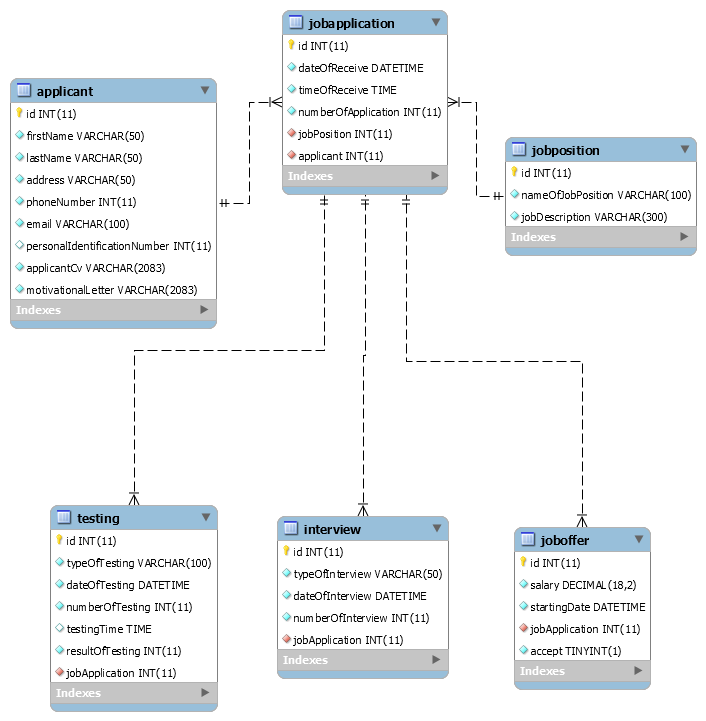 jobapplication
id INT(11)
dateOfReceive DATETIME
timeOfReceive TIME
numberOfApplication INT(11)
jobPosition INT(11)
applicant INT(11)
Indexes
applicant
id INT(11)
firstName VARCHAR(50)
lastName VARCHAR(50)
address VARCHAR(50)
phoneNumber INT(11)
email VARCHAR(100)
personalIdentificationNumber INT(11)
applicantCv VARCHAR(2083)
motivationalLetter VARCHAR(2083)
Indexes
jobposition
id INT(11)
nameOfJobPosition VARCHAR(100)
jobDescription VARCHAR(300)
Indexes
testing
id INT(11)
typeOfTesting VARCHAR(100)
dateOfTesting DATETIME
numberOfTesting INT(11)
testingTime TIME
resultOfTesting INT(11)
jobApplication INT(11)
Indexes
interview
id INT(11)
typeOfInterview VARCHAR(50)
dateOfInterview DATETIME
numberOfInterview INT(11)
jobApplication INT(11)
Indexes
joboffer
id INT(11)
salary DECIMAL(18,2)
startingDate DATETIME
jobApplication INT(11)
accept TINYINT(1)
Indexes